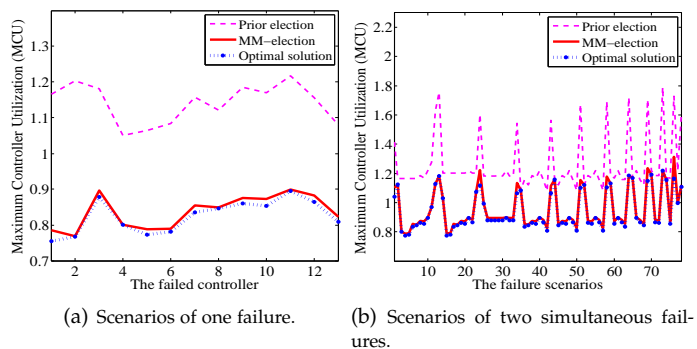 Maximum Controller Utilization (MCU)
1.3
1.2
1.1
1
0.9
0.8
0.7
Prior election
MM−election
Optimal solution
2
4
6
8
10
12
The failed controller
(a) Scenarios of one failure.
Maximum Controller Utilization (MCU)
2.2
2
1.8
1.6
1.4
1.2
1
0.8
Prior election
MM−election
Optimal solution
10
20
30
40
50
60
70
The failure scenarios
(b) Scenarios of two simultaneous fail-
ures.